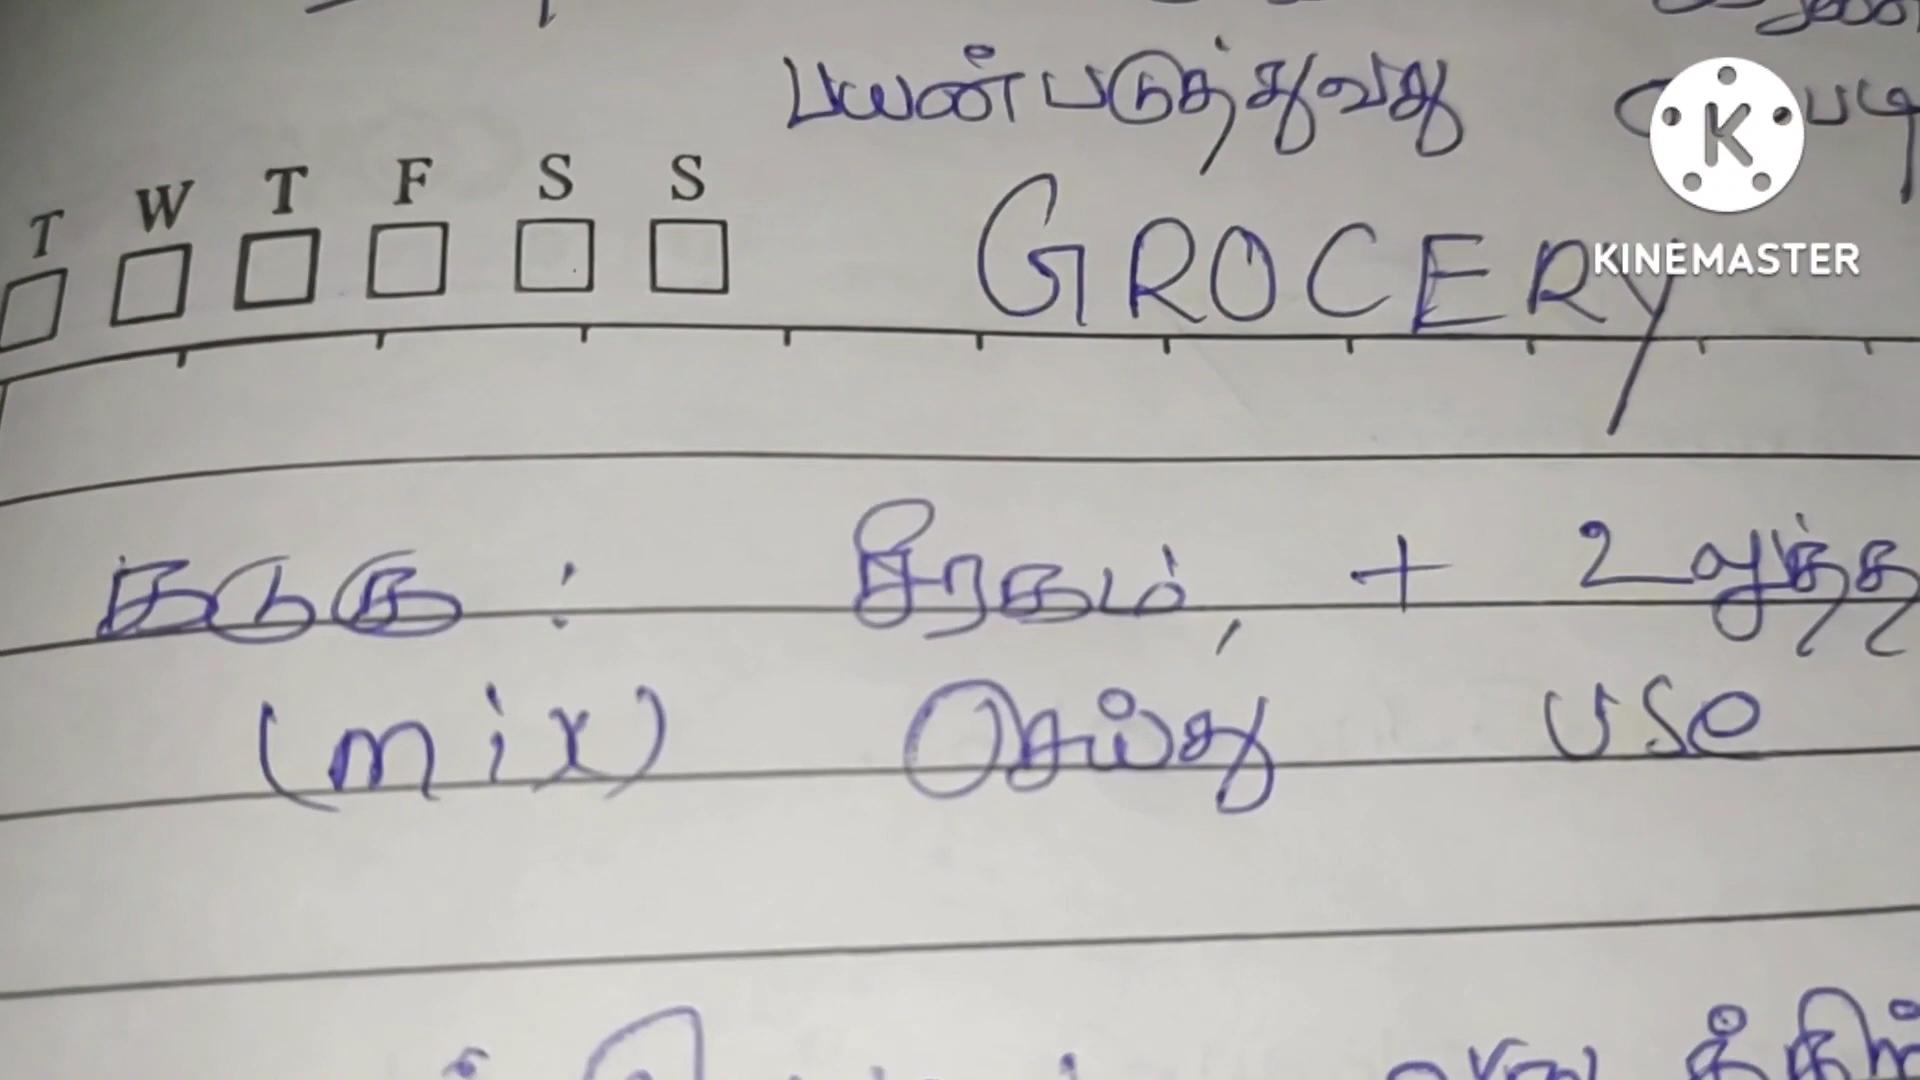 பயன்படுத்துவது
T W T F S S
GROCERY
KINEMASTER
கடுகு : சீரகம், + உளுத்த
(mix) செய்து use